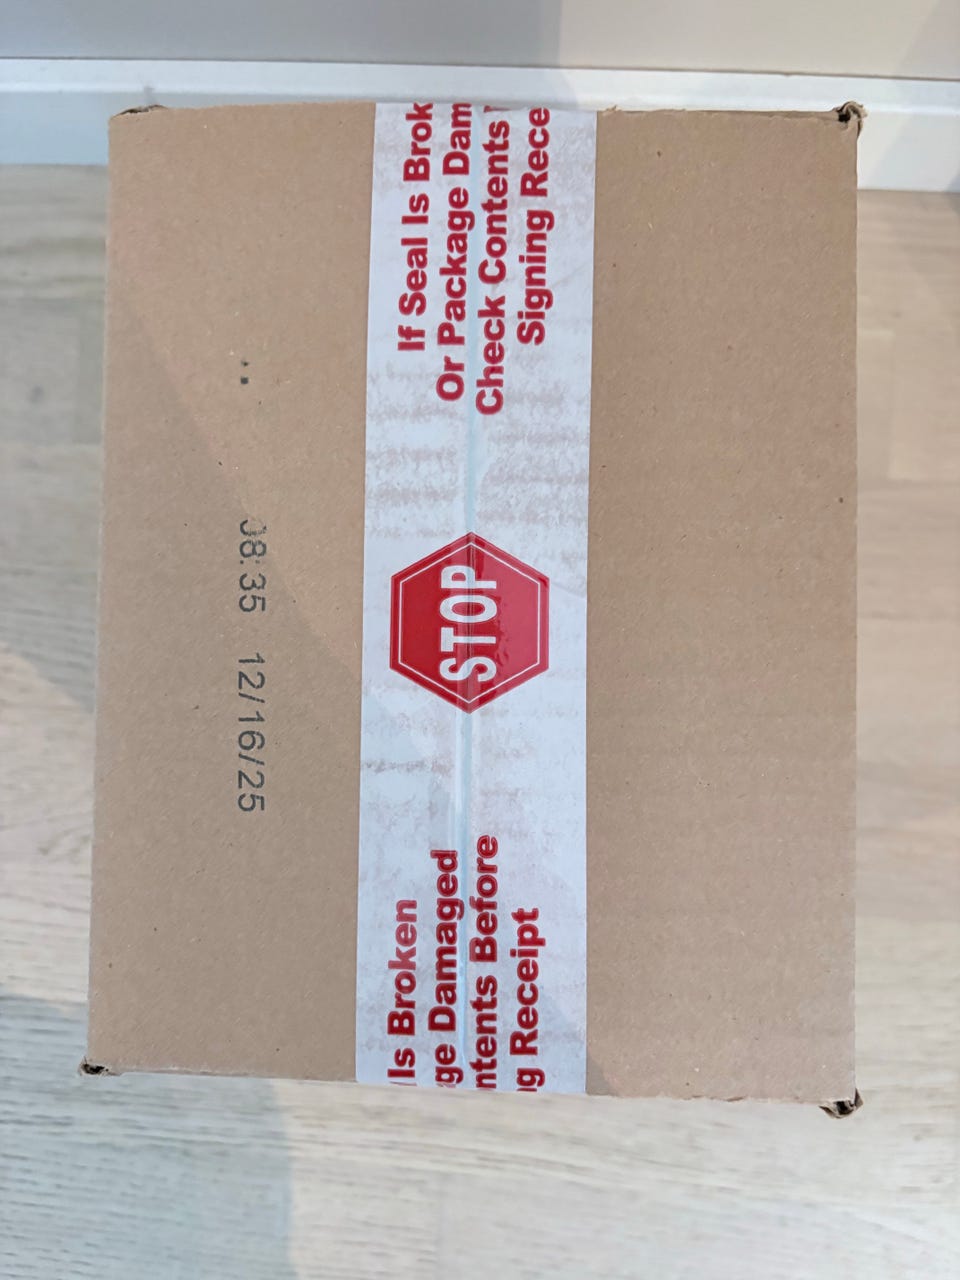 Is Broken
ge Damaged
ntents Before
g Receipt
STOP
If Seal Is Brok
Or Package Dam
Check Contents
Signing Rece
08:35 12/16/25